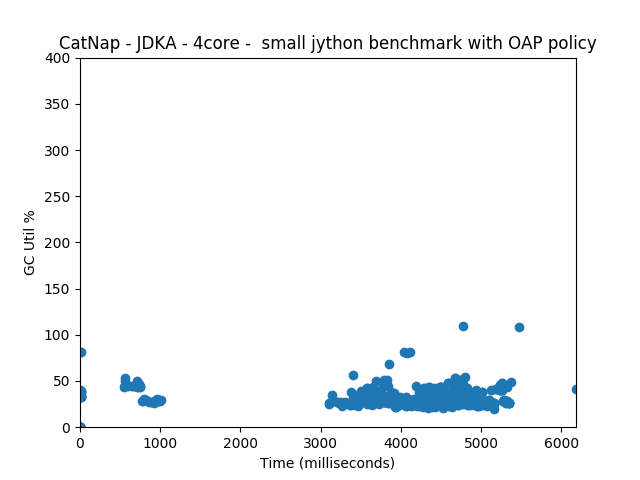 CatNap - JDKA - 4core -  small jython benchmark with OAP policy
400
350
300
250
200
150
100
50
0
GC Util %
0 1000 2000 3000 4000 5000 6000
Time (milliseconds)